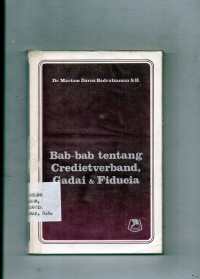 Dr. Mariam Darus Badrulzaman S.H.
Bab-bab tentang
Credietverband,
Gadai & Fiducia